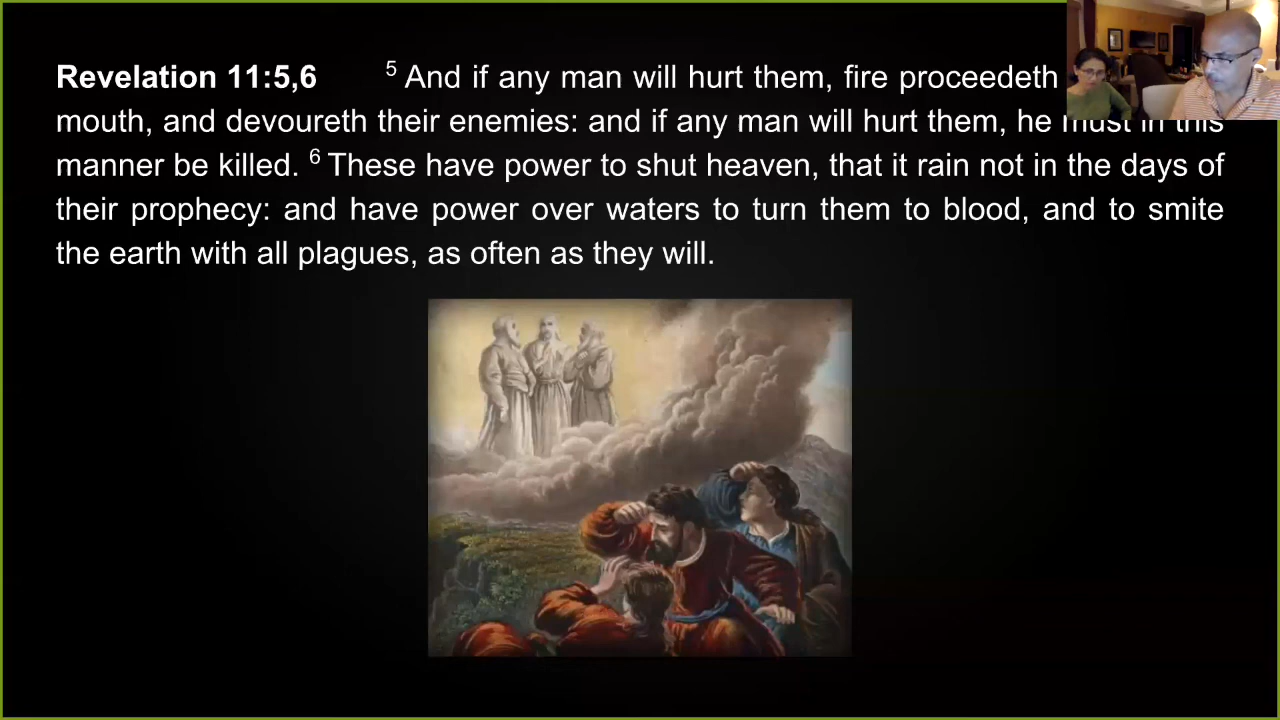 Revelation 11:5,6 5 And if any man will hurt them, fire proceedeth
mouth, and devoureth their enemies: and if any man will hurt them, he must in this
manner be killed. 6 These have power to shut heaven, that it rain not in the days of
their prophecy: and have power over waters to turn them to blood, and to smite
the earth with all plagues, as often as they will.